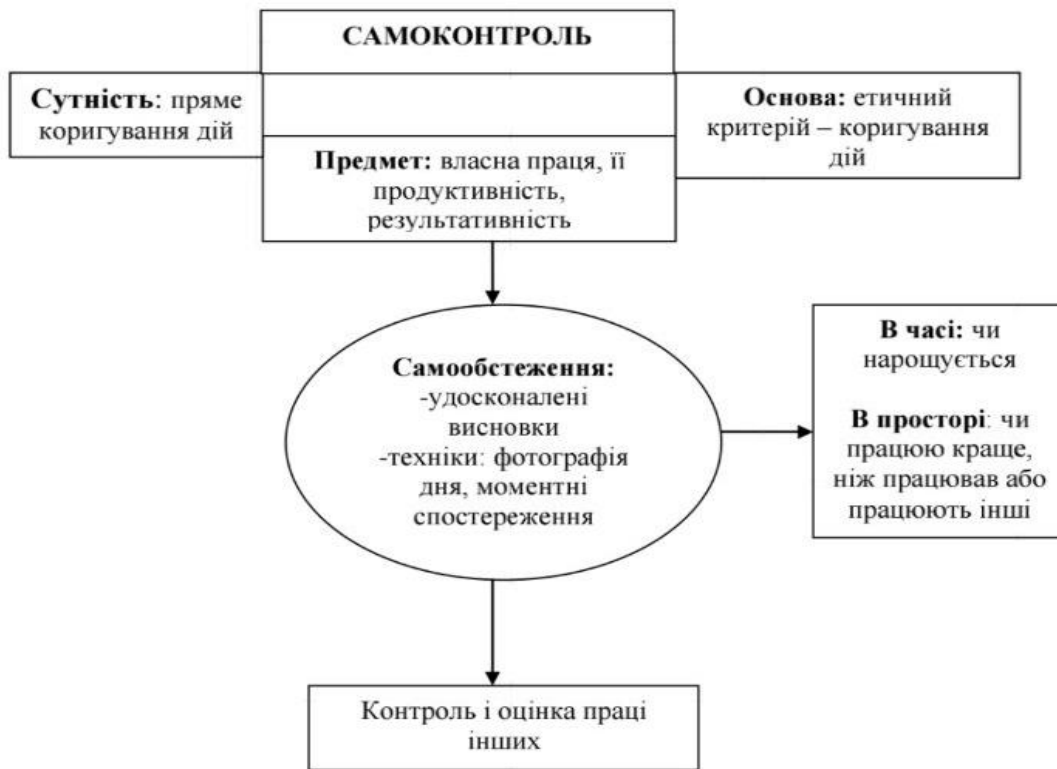 САМОКОНТРОЛЬ
Сутність: пряме
коригування дій
Основа: етичний
критерій – коригування
дій
Предмет: власна праця, її
продуктивність,
результативність
Самообстеження:
-удосконалені
висновки
-техніки: фотографія
дня, моментні
спостереження
В часі: чи
нарощується
В просторі: чи
працюю краще,
ніж працював або
працюють інші
Контроль і оцінка праці
інших